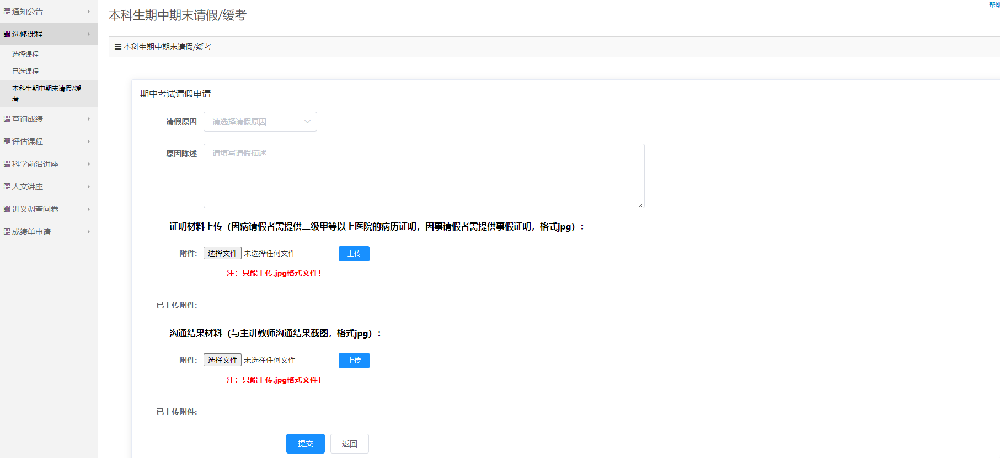 通知公告
选修课程
选择课程
已选课程
本科生期中期末请假/缓
考
查询成绩
评估课程
科学前沿讲座
人文讲座
讲义调查问卷
成绩单申请
帮助
本科生期中期末请假/缓考
本科生期中期末请假/缓考
期中考试请假申请
请假原因 请选择请假原因
原因陈述 请填写请假描述
证明材料上传（因病请假者需提供二级甲等以上医院的病历证明，因事请假者需提供事假证明，格式jpg）：
附件: 选择文件 未选择任何文件 上传
注：只能上传.jpg格式文件！
已上传附件:
沟通结果材料（与主讲教师沟通结果截图，格式jpg）：
附件: 选择文件 未选择任何文件 上传
注：只能上传.jpg格式文件！
已上传附件:
提交 返回